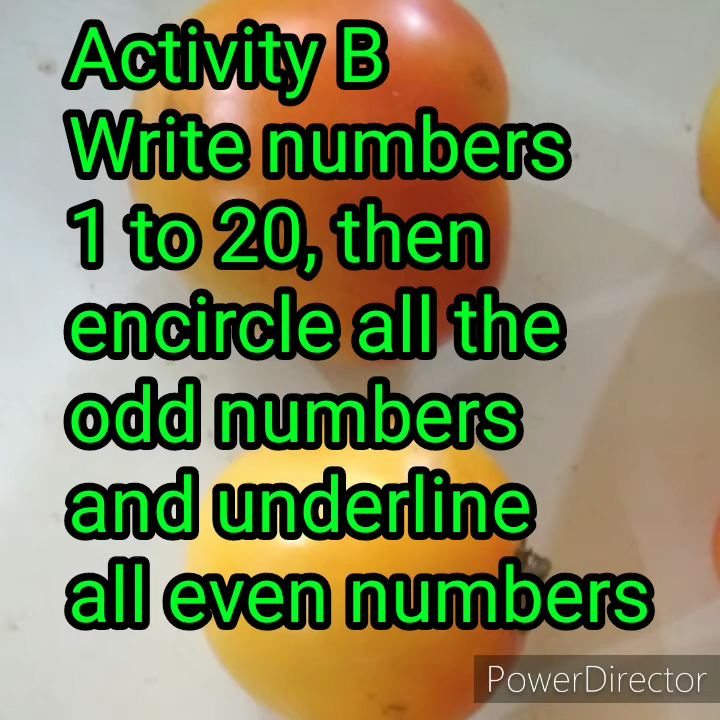 Activity B
Write numbers
1 to 20, then
encircle all the
odd numbers
and underline
all even numbers
PowerDirector